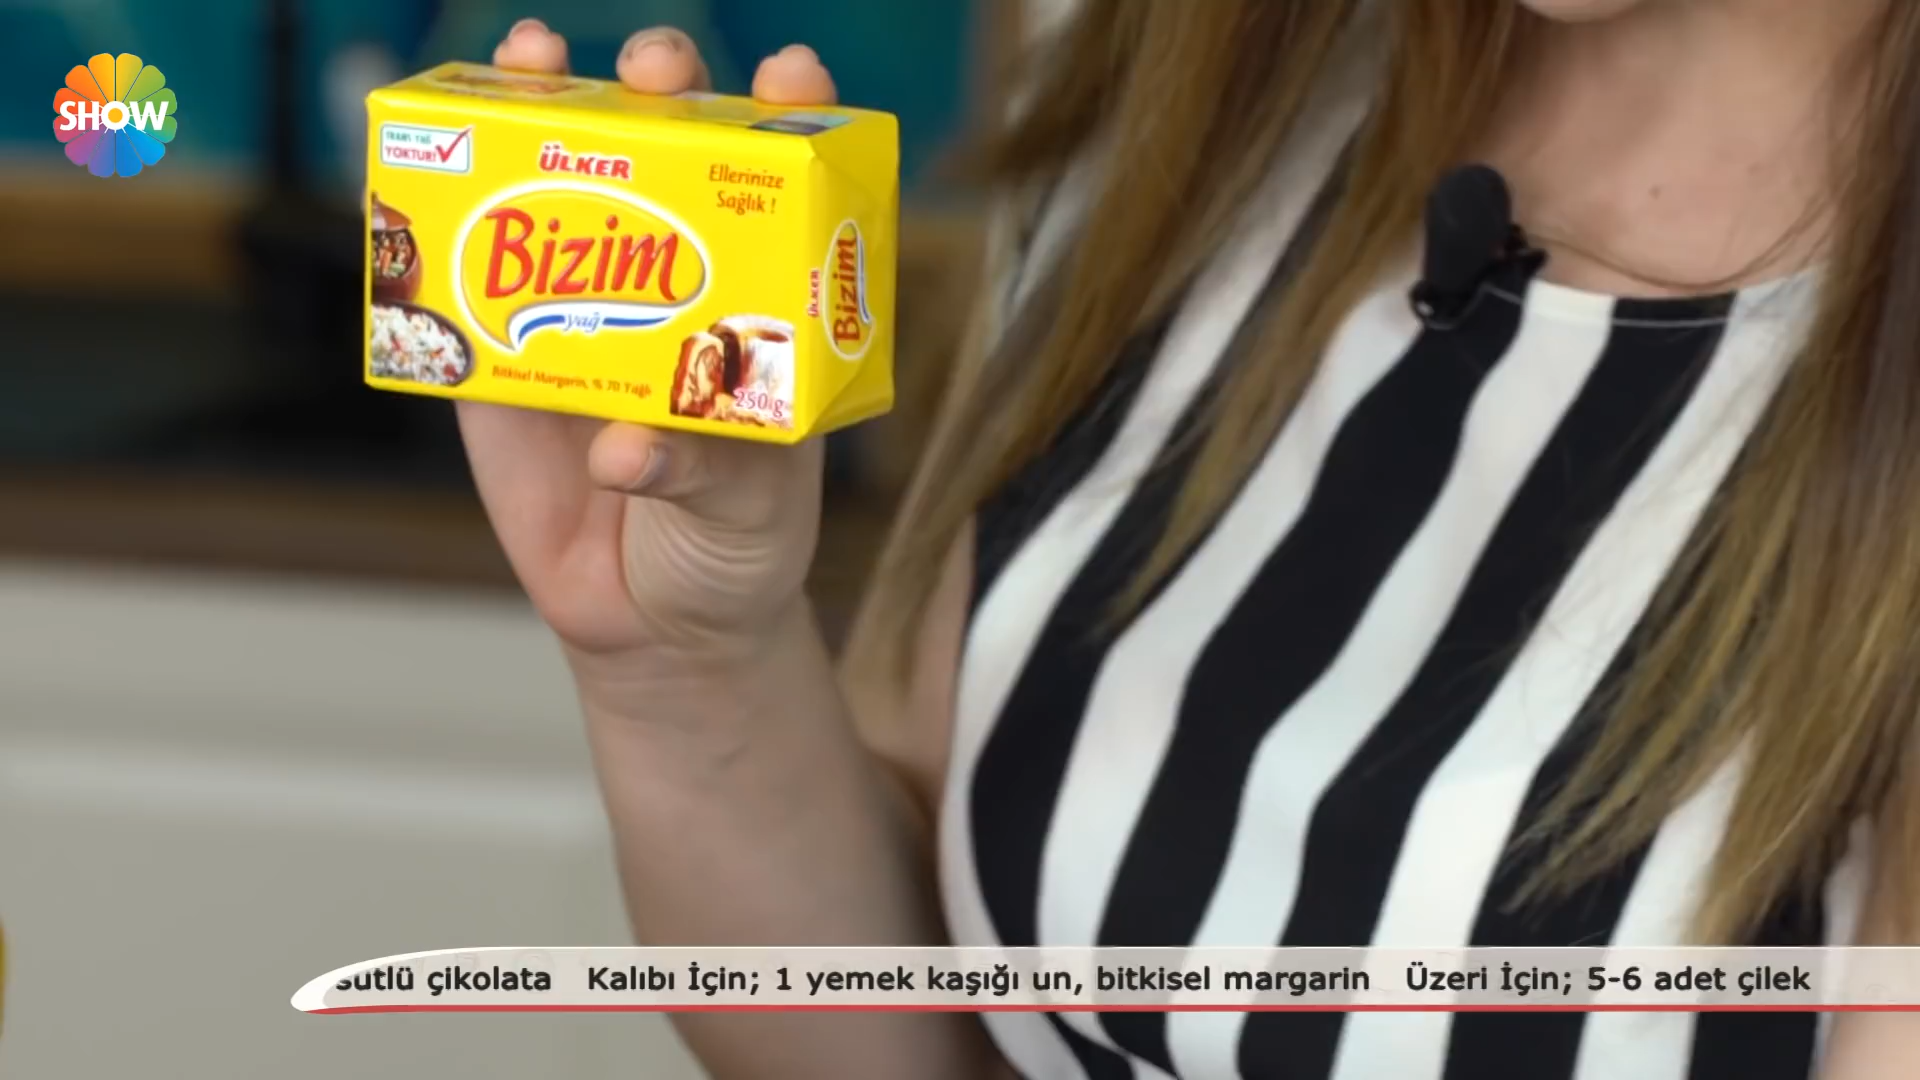 SHOW
TRANS YAĞ
YOKTUR!
ÜLKER
Ellerinize
Sağlık !
Bizim
yağ
Bitkisel Margarin, % 70 Yağlı
250 g
ÜLKER
Bizim
sütlü çikolata Kalıbı İçin; 1 yemek kaşığı un, bitkisel margarin Üzeri İçin; 5-6 adet çilek